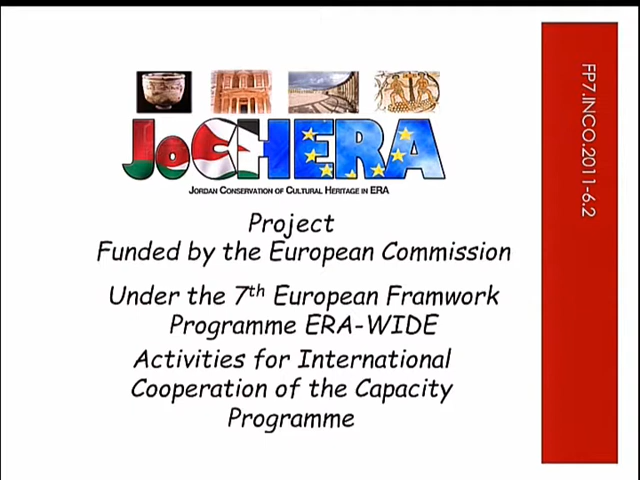 JOCHERA
JORDAN CONSERVATION OF CULTURAL HERITAGE IN ERA
Project
Funded by the European Commission
Under the 7th European Framwork
Programme ERA-WIDE
Activities for International
Cooperation of the Capacity
Programme
FP7.INCO.2011-6.2